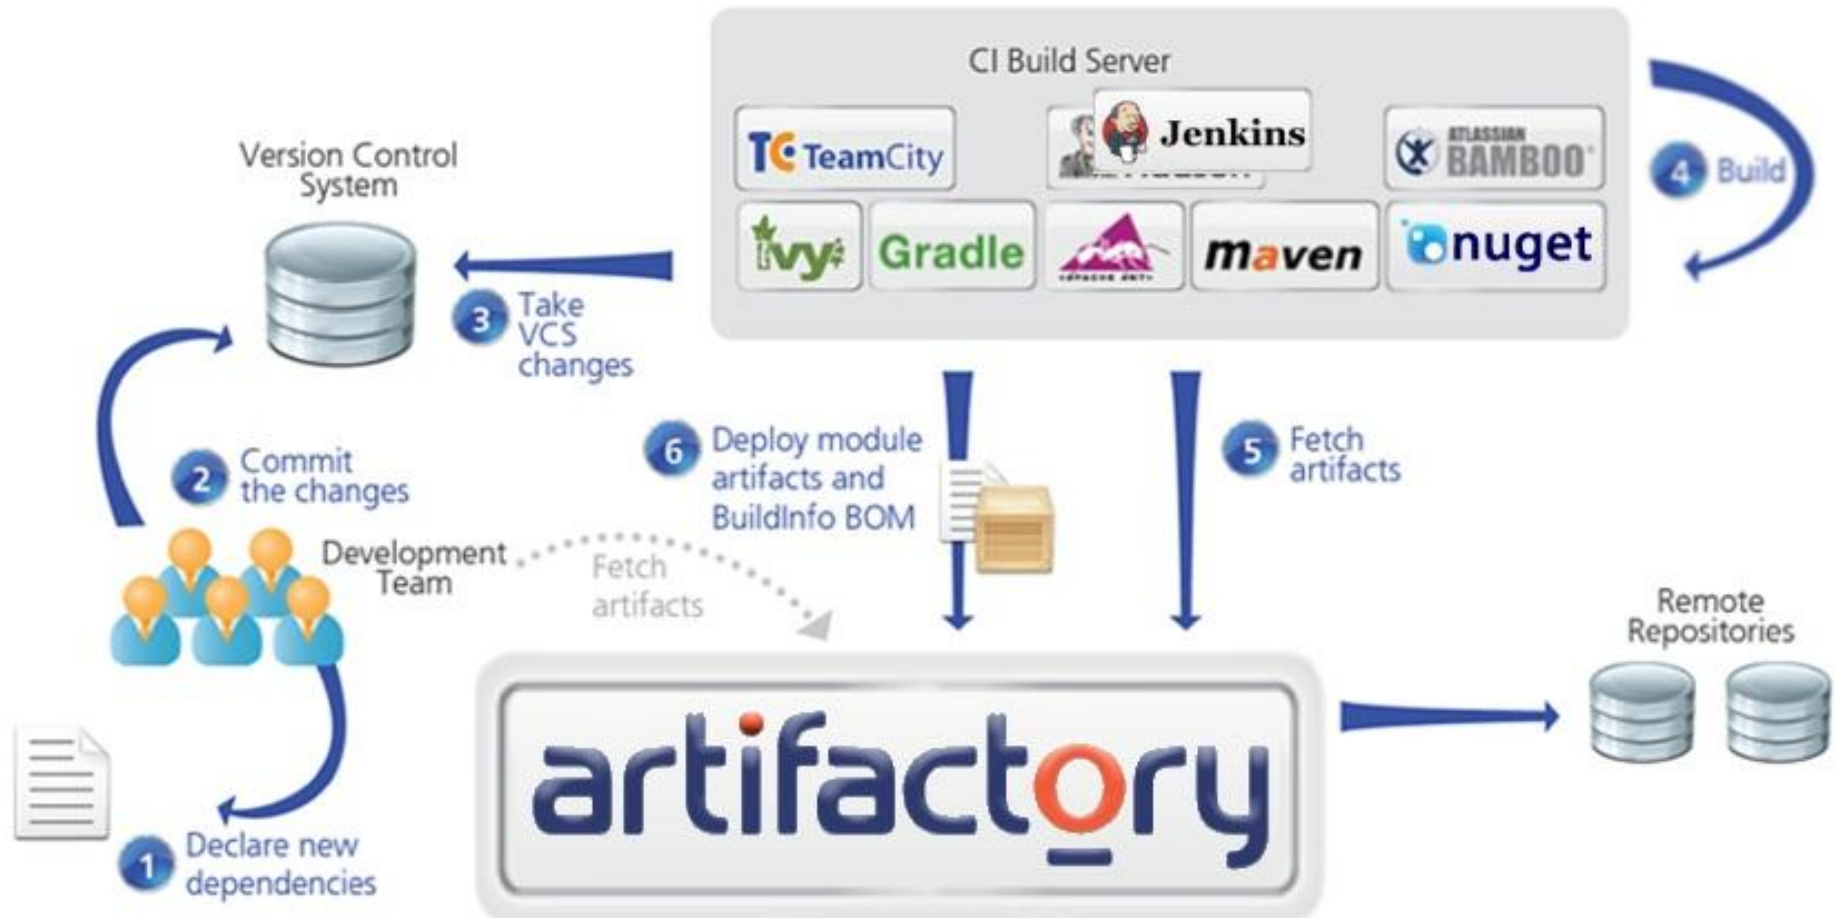 CI Build Server
TeamCity
Jenkins
ATLASSIAN
BAMBOO
ivy
Gradle
APACHE ANT
maven
nuget
4 Build
Version Control
System
3 Take
VCS
changes
2 Commit
the changes
6 Deploy module
artifacts and
BuildInfo BOM
5 Fetch
artifacts
Development
Team
Fetch
artifacts
Remote
Repositories
artifactory
1 Declare new
dependencies